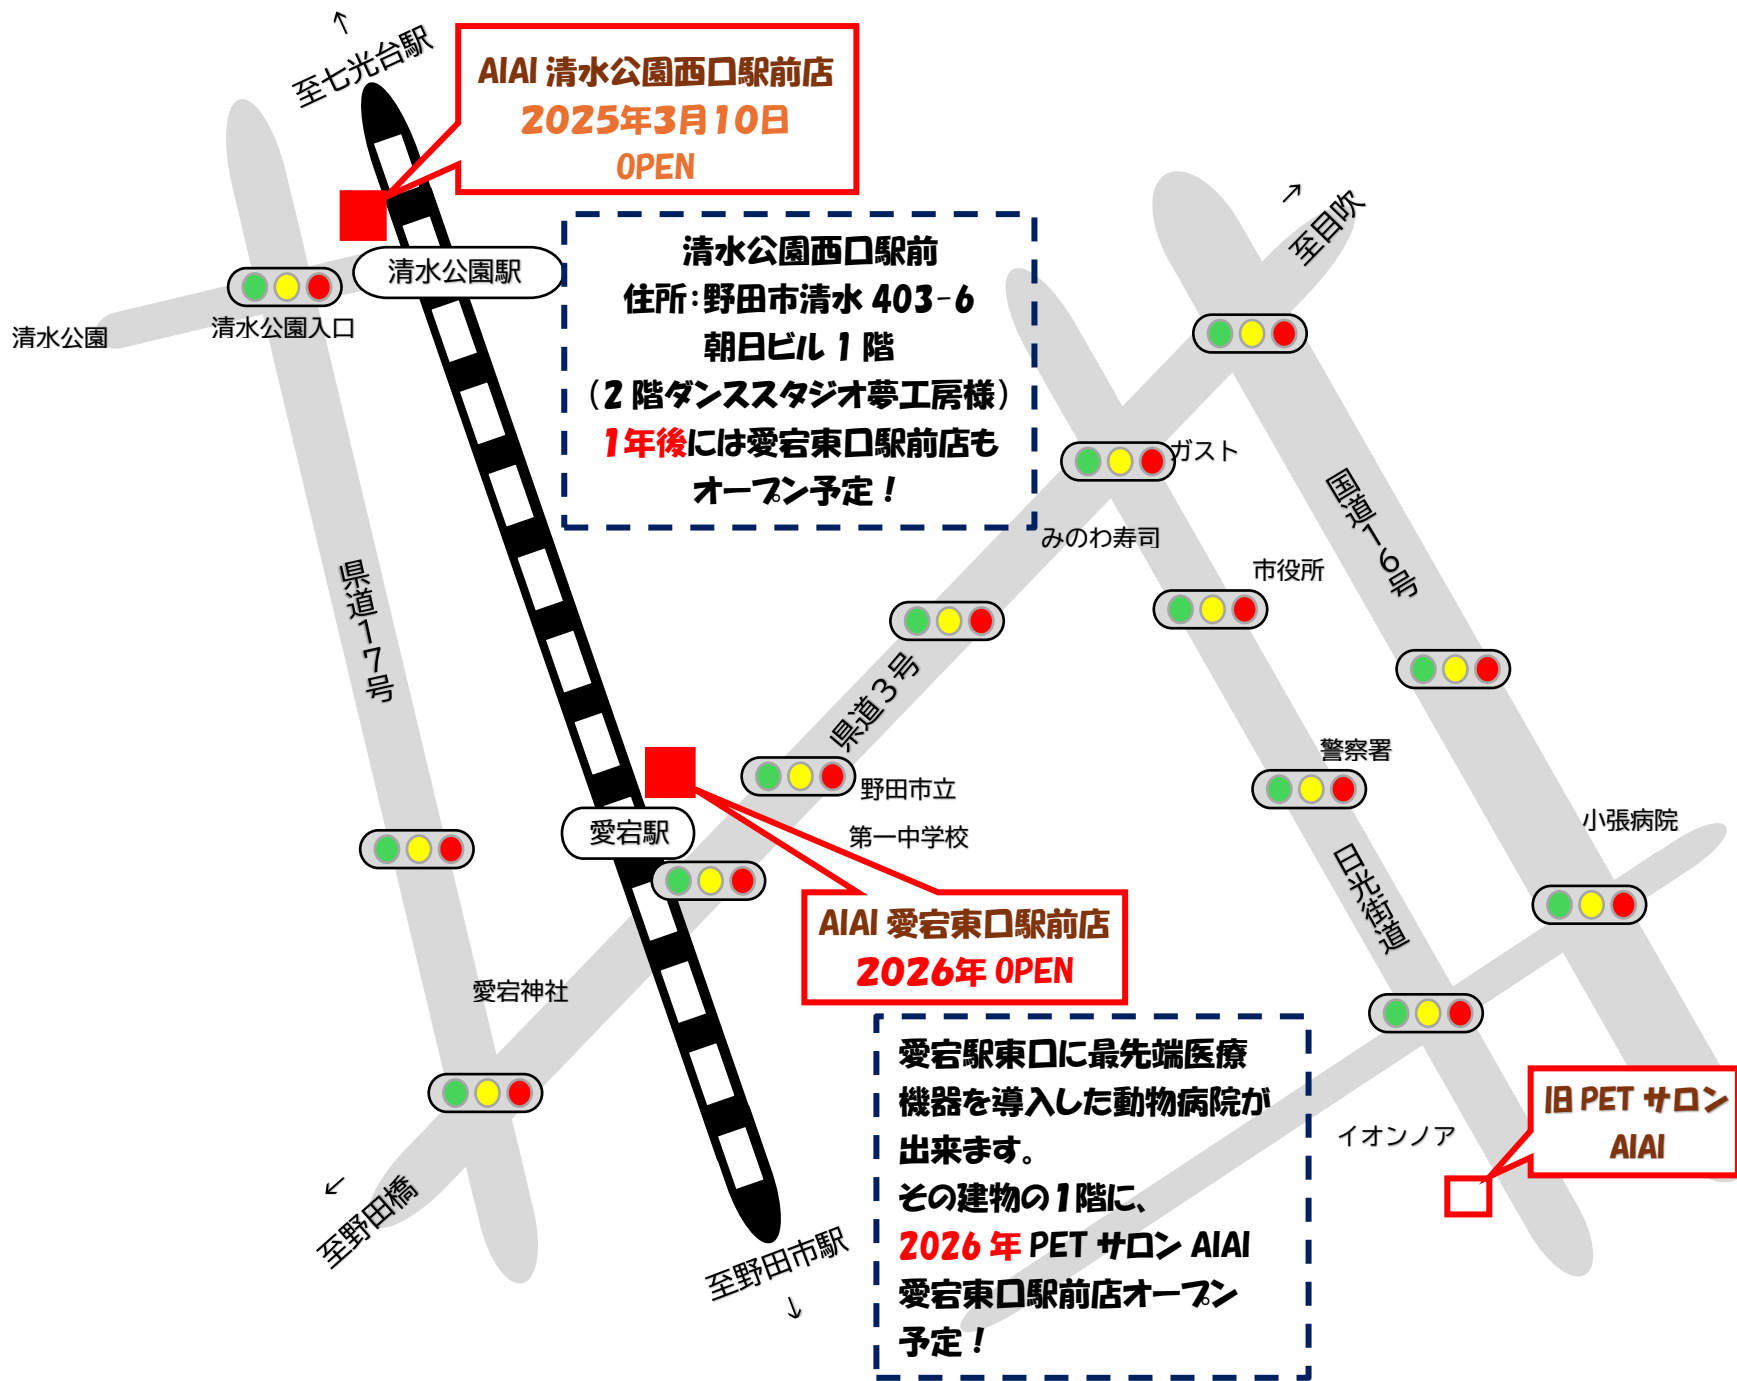 ↑
至七光台駅
AIAI 清水公園西口駅前店
2025年3月10日
OPEN
清水公園西口駅前
住所：野田市清水 403-6
朝日ビル 1 階
（2 階ダンススタジオ夢工房様）
1年後には愛宕東口駅前店も
オープン予定！
↑
至目吹
清水公園駅
清水公園
清水公園入口
ガスト
みのわ寿司
国道16号
市役所
県道17号
県道3号
野田市立
第一中学校
警察署
小張病院
愛宕駅
日光街道
AIAI 愛宕東口駅前店
2026年 OPEN
愛宕神社
愛宕駅東口に最先端医療
機器を導入した動物病院が
出来ます。
その建物の1階に、
2026 年 PET サロン AIAI
愛宕東口駅前店オープン
予定！
旧 PET サロン
AIAI
イオンノア
←
至野田橋
至野田市駅
↓